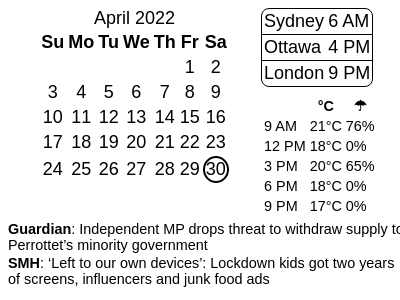 April 2022
Su Mo Tu We Th Fr Sa
1 2
3 4 5 6 7 8 9
10 11 12 13 14 15 16
17 18 19 20 21 22 23
24 25 26 27 28 29 30
Sydney 6 AM
Ottawa 4 PM
London 9 PM
°C ☂
9 AM 21°C 76%
12 PM 18°C 0%
3 PM 20°C 65%
6 PM 18°C 0%
9 PM 17°C 0%
Guardian: Independent MP drops threat to withdraw supply to
Perrottet’s minority government
SMH: ‘Left to our own devices’: Lockdown kids got two years
of screens, influencers and junk food ads